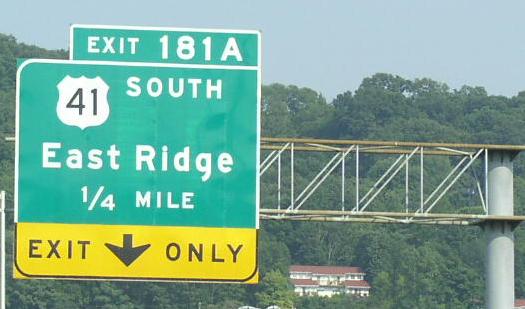 EXIT 181A
41 SOUTH
East Ridge
1/4 MILE
EXIT ONLY